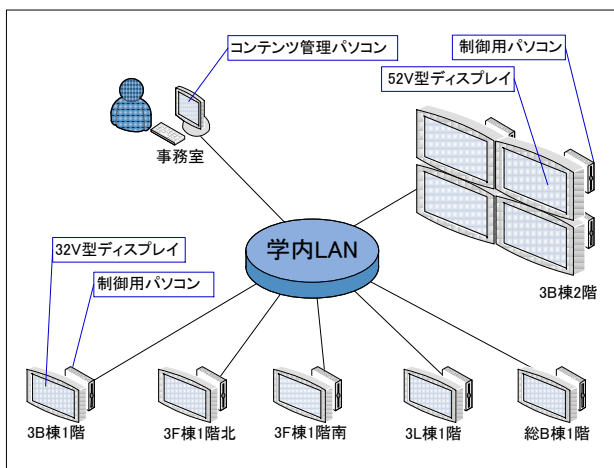 コンテンツ管理パソコン
制御用パソコン
52V型ディスプレイ
事務室
学内LAN
32V型ディスプレイ
制御用パソコン
3B棟2階
3B棟1階
3F棟1階北
3F棟1階南
3L棟1階
総B棟1階